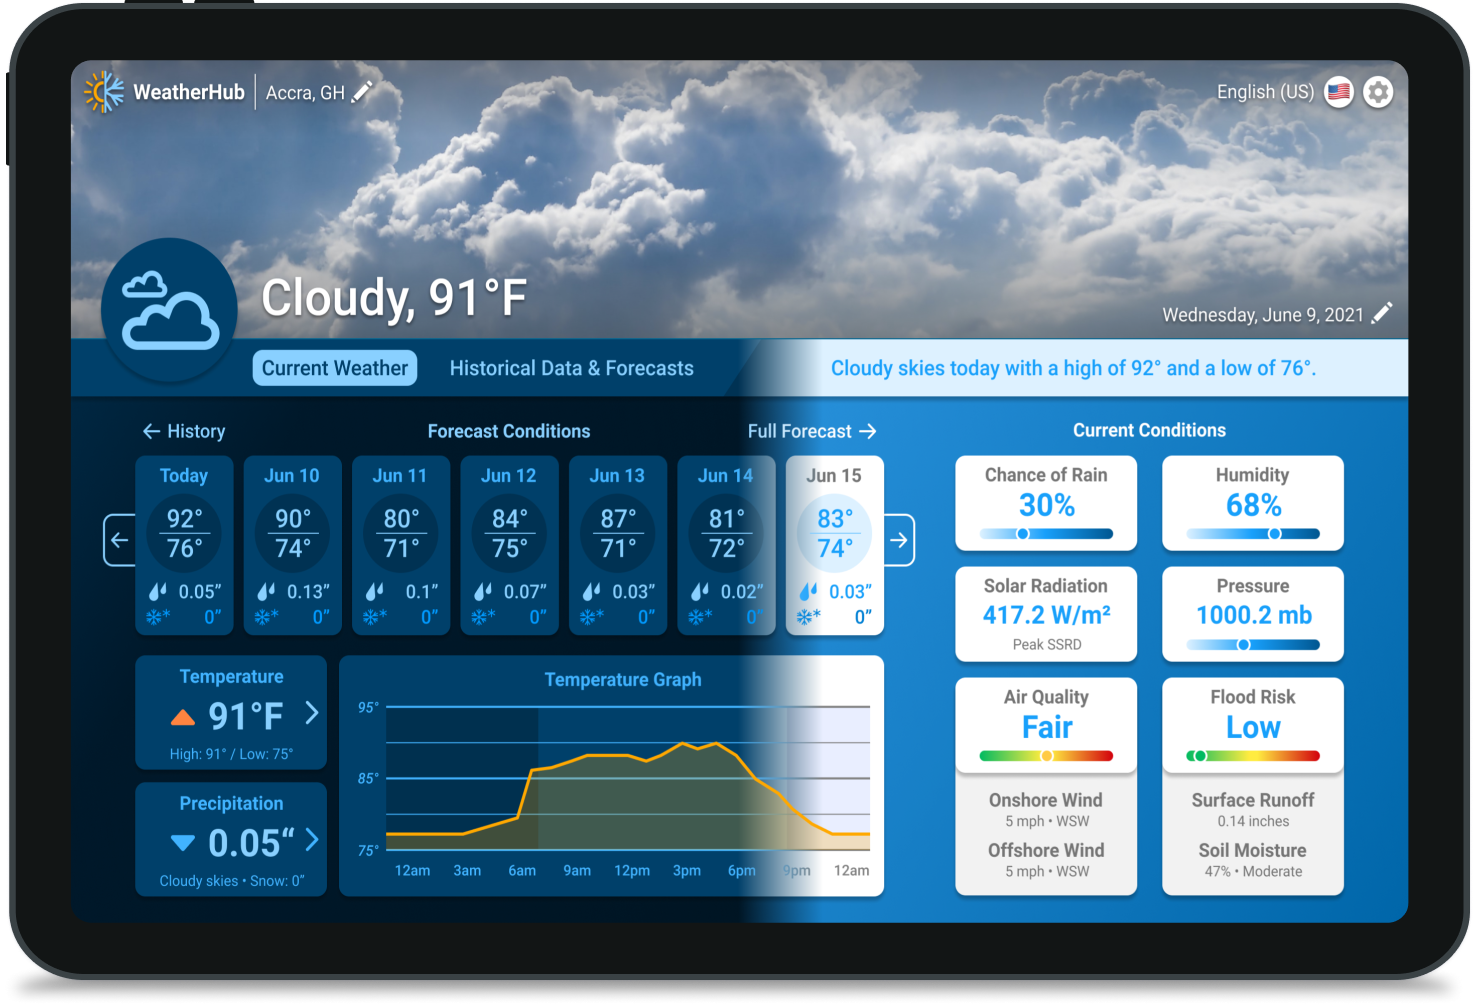 WeatherHub
Accra, GH
English (US)
Cloudy, 91°F
Wednesday, June 9, 2021
Current Weather
Historical Data & Forecasts
Cloudy skies today with a high of 92° and a low of 76°.
← History
Forecast Conditions
Full Forecast →
Today
92°
76°
0.05”
* 0”
Jun 10
90°
74°
0.13”
* 0”
Jun 11
80°
71°
0.1”
* 0”
Jun 12
84°
75°
0.07”
* 0”
Jun 13
87°
71°
0.03”
* 0”
Jun 14
81°
72°
0.02”
* 0”
Jun 15
83°
74°
0.03”
* 0”
Temperature
91°F
High: 91° / Low: 75°
Precipitation
0.05“
Cloudy skies • Snow: 0”
Temperature Graph
95°
85°
75°
12am 3am 6am 9am 12pm 3pm 6pm 9pm 12am
Current Conditions
Chance of Rain
30%
Humidity
68%
Solar Radiation
417.2 W/m²
Peak SSRD
Pressure
1000.2 mb
Air Quality
Fair
Onshore Wind
5 mph • WSW
Offshore Wind
5 mph • WSW
Flood Risk
Low
Surface Runoff
0.14 inches
Soil Moisture
47% • Moderate